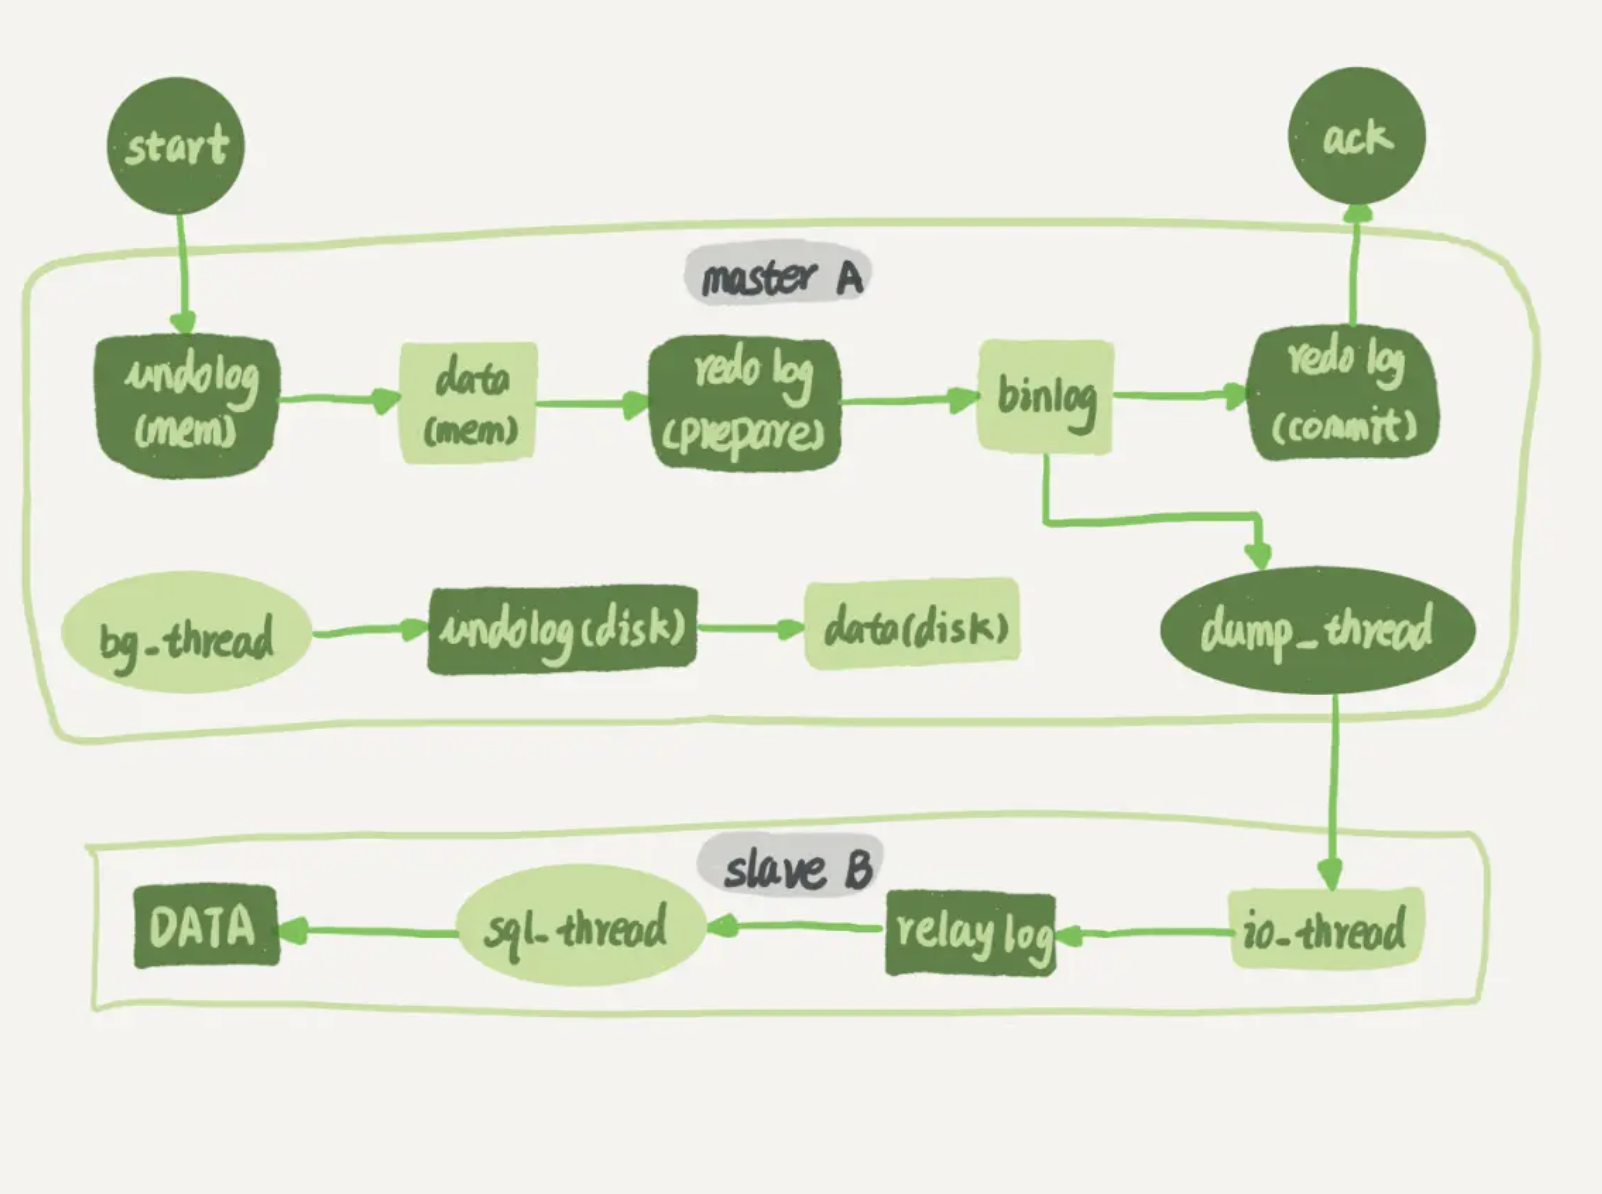 start
ack
master A
undolog
(mem)
data
(mem)
redo log
(prepare)
binlog
redo log
(commit)
bg_thread
undolog(disk)
data(disk)
dump_thread
slave B
DATA
sql_thread
relay log
io_thread